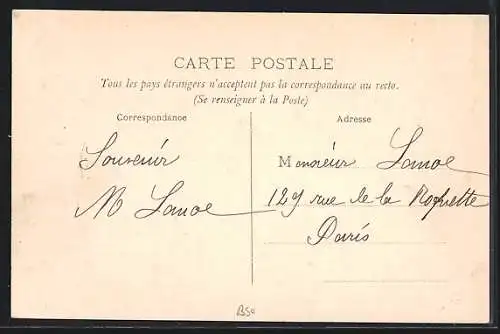 CARTE POSTALE
Tous les pays étrangers n'acceptent pas la correspondance au recto.
(Se renseigner à la Poste)
Correspondance
Adresse
Souvenir
M Lanoe
Monsieur Lanoe
129 rue de la Roquette
Paris